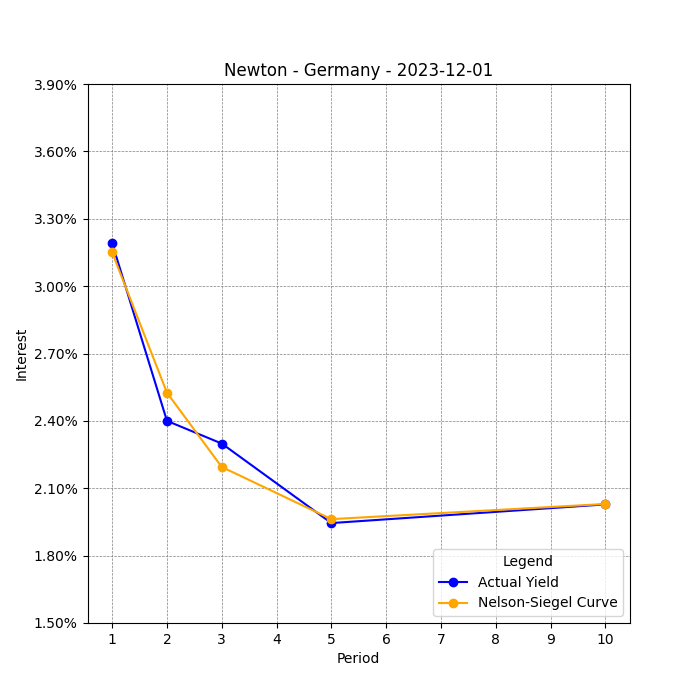 Newton - Germany - 2023-12-01
3.90%
3.60%
3.30%
3.00%
2.70%
2.40%
2.10%
1.80%
1.50%
Interest
Legend
Actual Yield
Nelson-Siegel Curve
1 2 3 4 5 6 7 8 9 10
Period